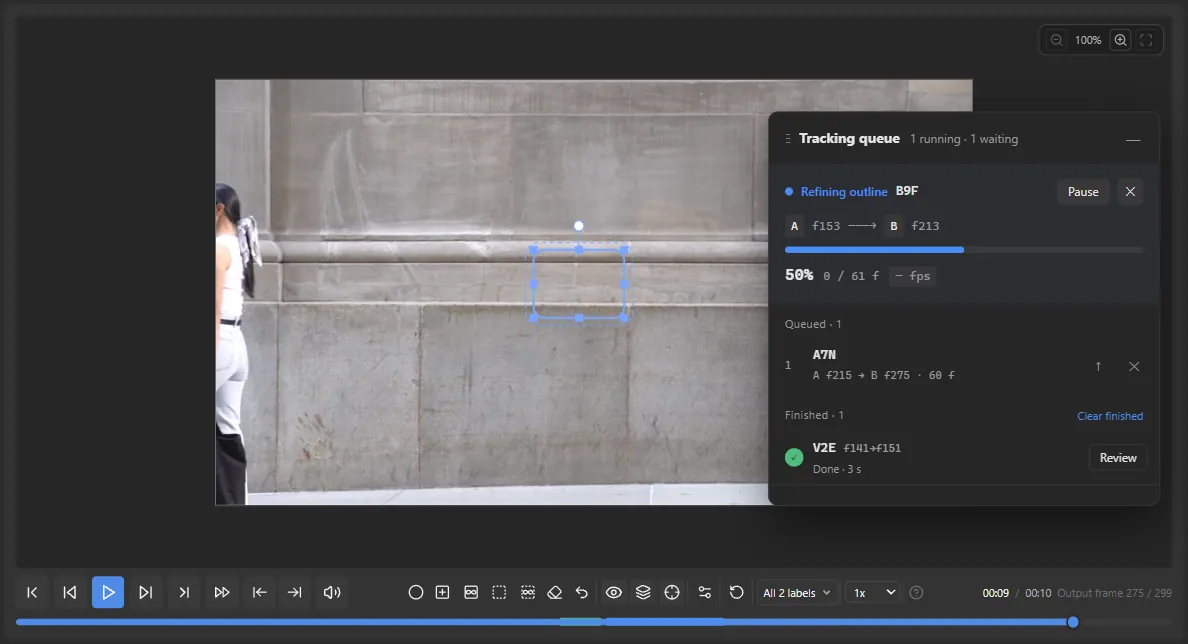 100%
Tracking queue 1 running · 1 waiting
Refining outline B9F Pause
A f153 → B f213
50% 0 / 61 f – fps
Queued · 1
1 A7N
A f215 → B f275 · 60 f
Finished · 1 Clear finished
V2E f141→f151
Done · 3 s Review
All 2 labels 1x 00:09 / 00:10 Output frame 275 / 299